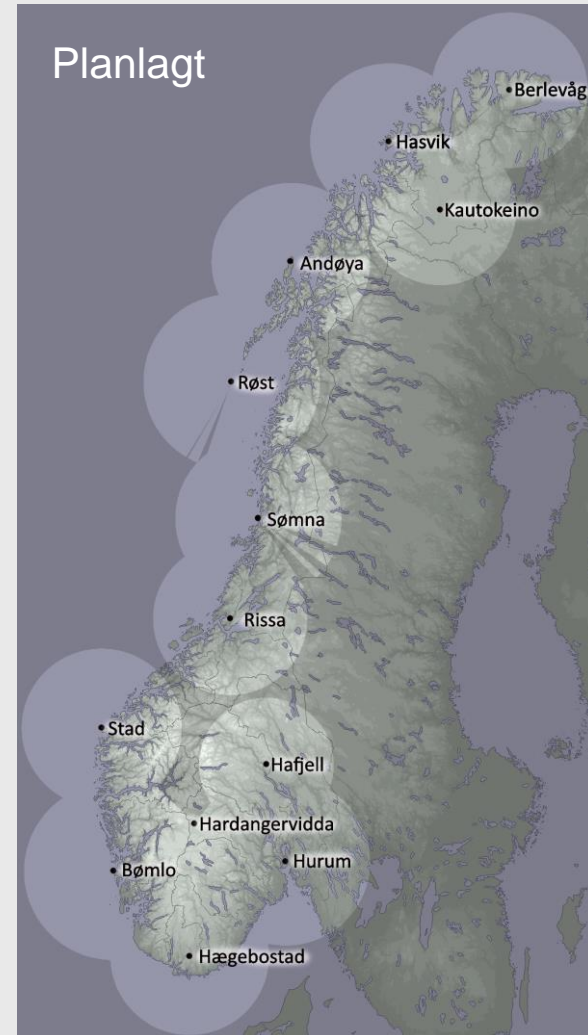 Planlagt
Berlevåg
Hasvik
Kautokeino
Andøya
Røst
Sømna
Rissa
Stad
Hafjell
Hardangervidda
Hurum
Bømlo
Hægebostad